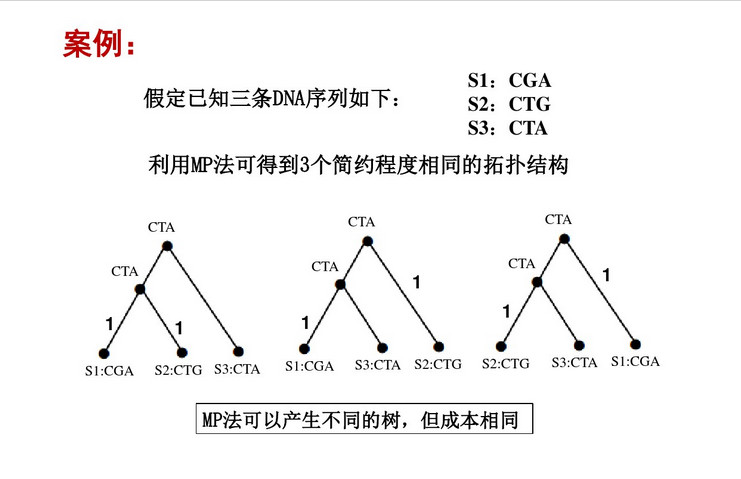 案例：
假定已知三条DNA序列如下：
S1：CGA
S2：CTG
S3：CTA
利用MP法可得到3个简约程度相同的拓扑结构
CTA
CTA
1
1
S1:CGA S2:CTG S3:CTA
CTA
CTA
1
1
S1:CGA S3:CTA S2:CTG
CTA
CTA
1
1
S2:CTG S3:CTA S1:CGA
MP法可以产生不同的树，但成本相同